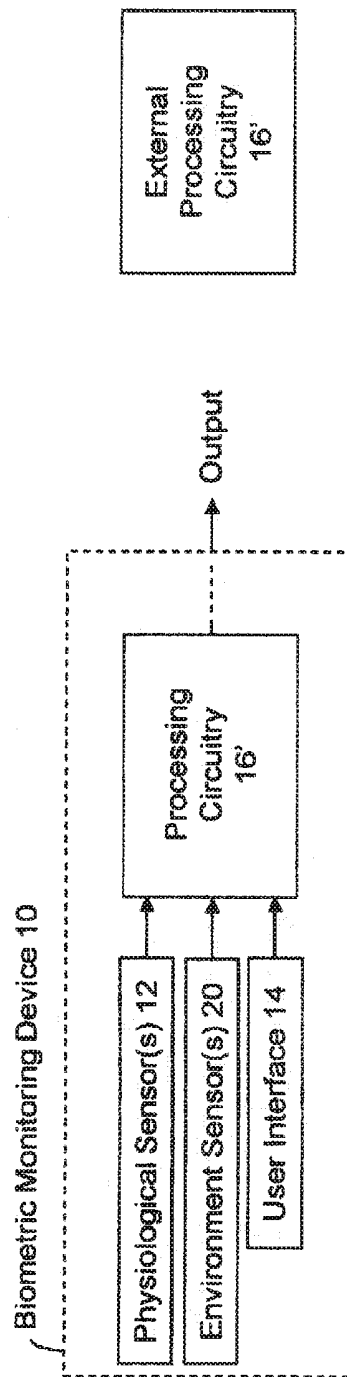 Biometric Monitoring Device 10
Physiological Sensor(s) 12
Environment Sensor(s) 20
User Interface 14
Processing
Circuitry
16'
Output
External
Processing
Circuitry
16'